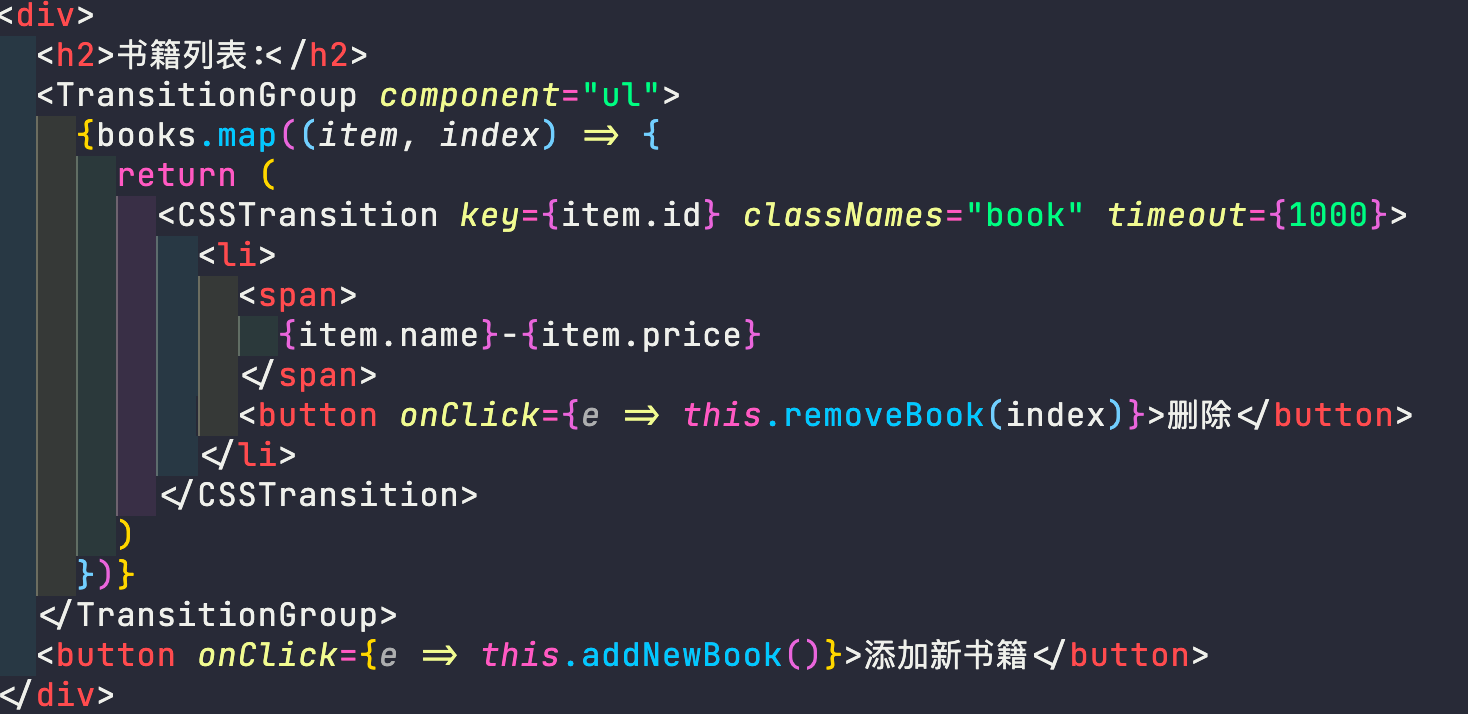 <div>
<h2>书籍列表:</h2>
<TransitionGroup component="ul">
{books.map((item, index) => {
return (
<CSSTransition key={item.id} classNames="book" timeout={1000}>
<li>
<span>
{item.name}-{item.price}
</span>
<button onClick={e => this.removeBook(index)}>删除</button>
</li>
</CSSTransition>
)
})}
</TransitionGroup>
<button onClick={e => this.addNewBook()}>添加新书籍</button>
</div>